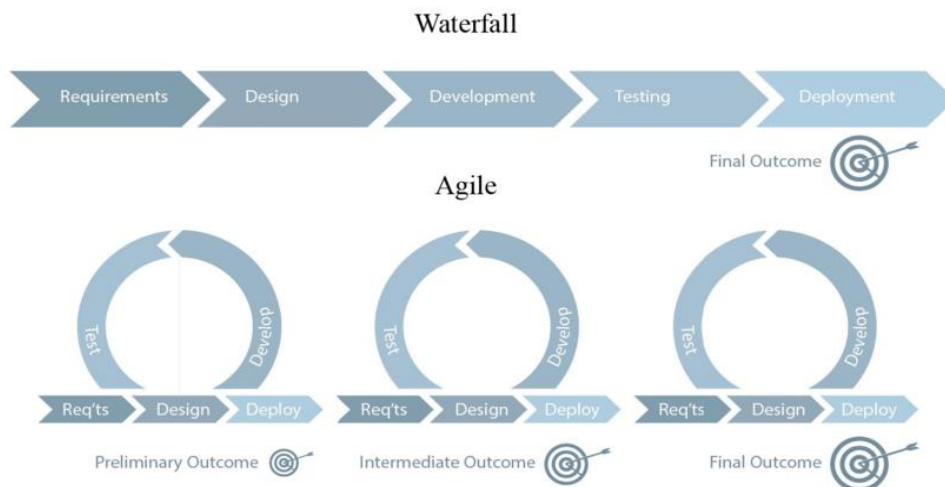 Waterfall
Requirements Design Development Testing Deployment
Final Outcome
Agile
Test Develop Test Develop Test Develop
Req'ts Design Deploy Req'ts Design Deploy Req'ts Design Deploy
Preliminary Outcome Intermediate Outcome Final Outcome